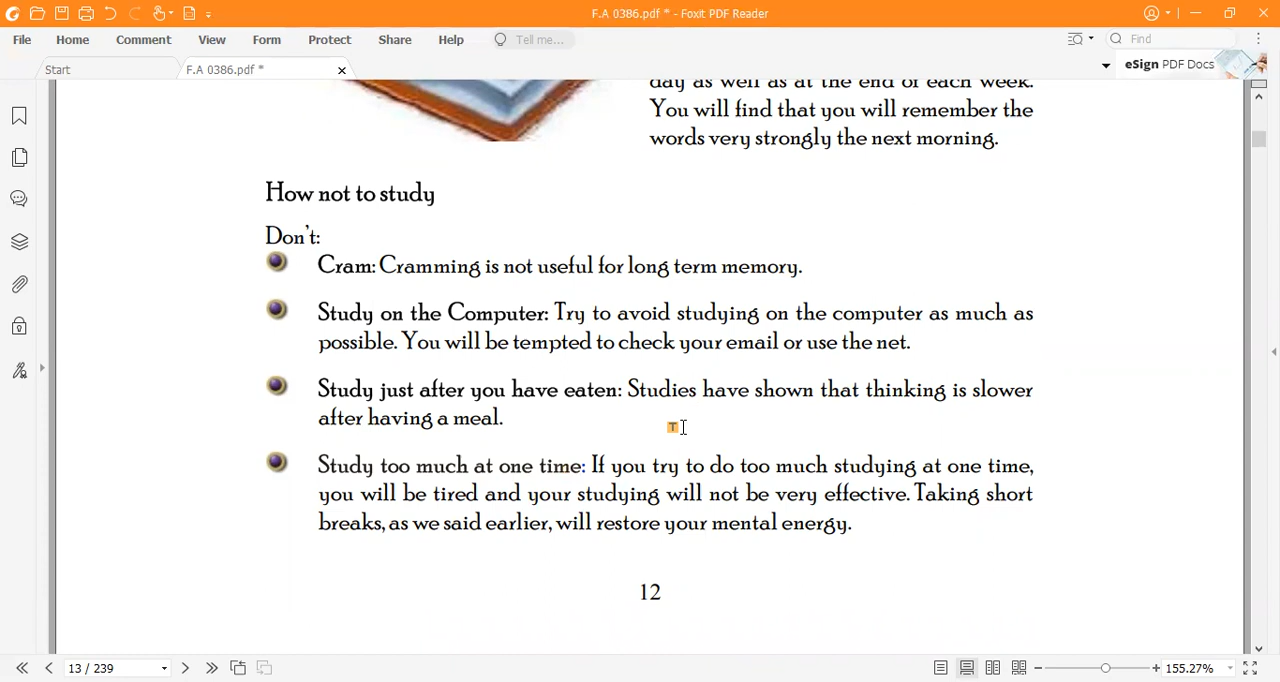 F.A 0386.pdf * - Foxit PDF Reader
File Home Comment View Form Protect Share Help Tell me... Find
Start F.A 0386.pdf * eSign PDF Docs
day as well as at the end of each week.
You will find that you will remember the
words very strongly the next morning.
How not to study
Don't:
Cram: Cramming is not useful for long term memory.
Study on the Computer: Try to avoid studying on the computer as much as
possible. You will be tempted to check your email or use the net.
Study just after you have eaten: Studies have shown that thinking is slower
after having a meal.
T
Study too much at one time: If you try to do too much studying at one time,
you will be tired and your studying will not be very effective. Taking short
breaks, as we said earlier, will restore your mental energy.
12
13 / 239 155.27%